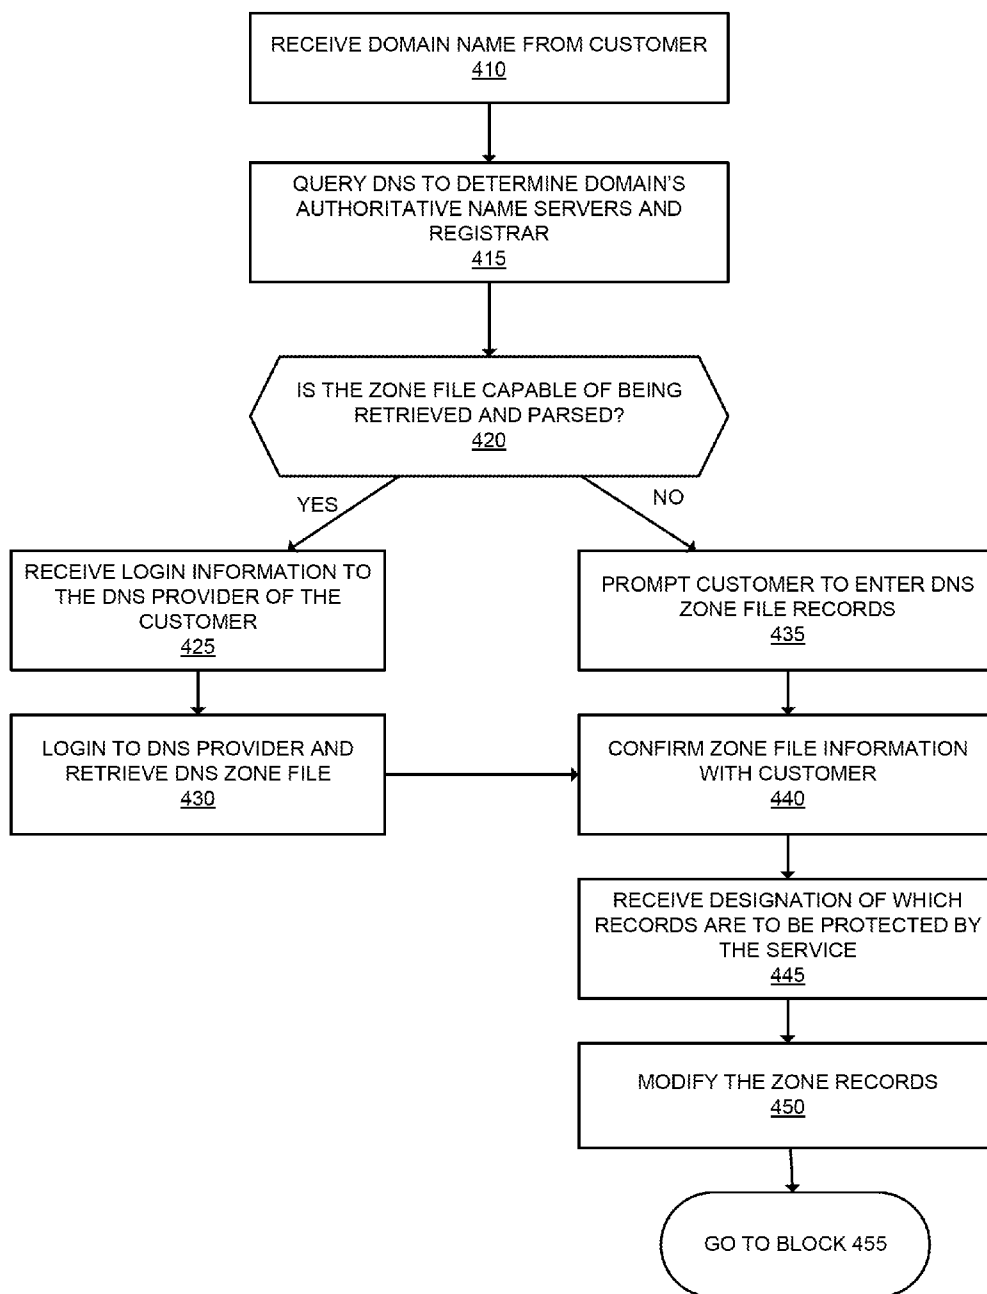 RECEIVE DOMAIN NAME FROM CUSTOMER
410
QUERY DNS TO DETERMINE DOMAIN'S
AUTHORITATIVE NAME SERVERS AND
REGISTRAR
415
IS THE ZONE FILE CAPABLE OF BEING
RETRIEVED AND PARSED?
420
YES
NO
RECEIVE LOGIN INFORMATION TO
THE DNS PROVIDER OF THE
CUSTOMER
425
PROMPT CUSTOMER TO ENTER DNS
ZONE FILE RECORDS
435
LOGIN TO DNS PROVIDER AND
RETRIEVE DNS ZONE FILE
430
CONFIRM ZONE FILE INFORMATION
WITH CUSTOMER
440
RECEIVE DESIGNATION OF WHICH
RECORDS ARE TO BE PROTECTED BY
THE SERVICE
445
MODIFY THE ZONE RECORDS
450
GO TO BLOCK 455